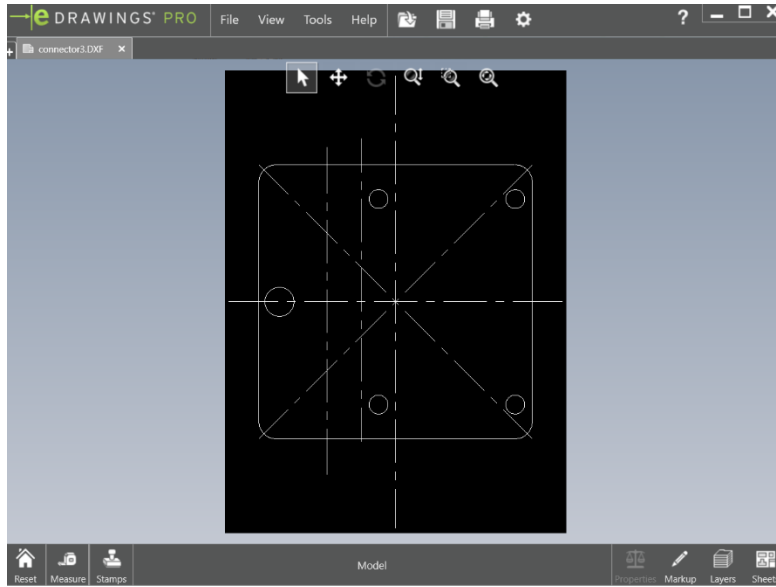 eDRAWINGS® PRO File View Tools Help ?
connector3.DXF
Model
Reset Measure Stamps Properties Markup Layers Sheet